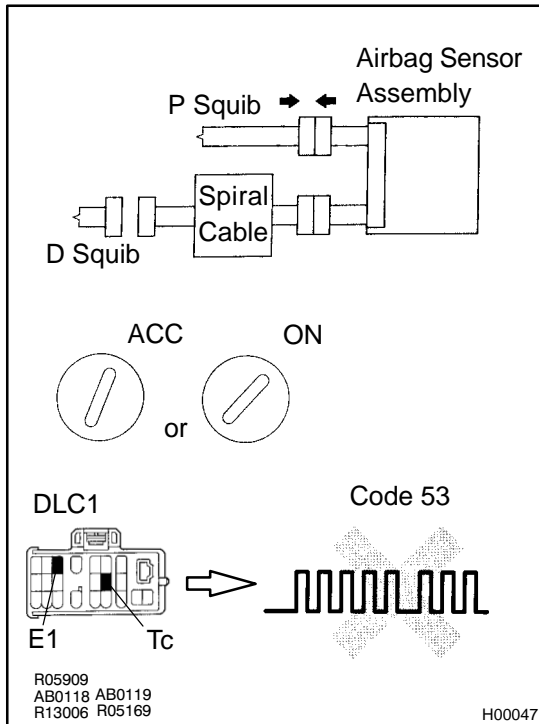 Airbag Sensor
Assembly
P Squib
Spiral
Cable
D Squib
ACC
ON
or
DLC1
Code 53
E1
Tc
R05909
AB0118 AB0119
R13006 R05169
H00047